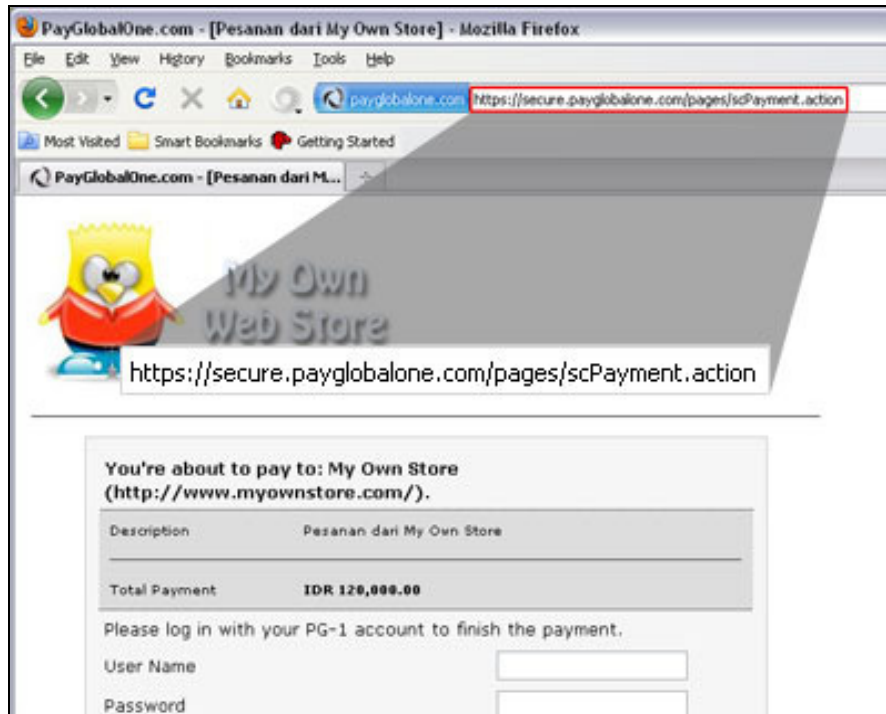 PayGlobalOne.com - [Pesanan dari My Own Store] - Mozilla Firefox
File Edit View History Bookmarks Tools Help
payglobalone.com https://secure.payglobalone.com/pages/scPayment.action
Most Visited Smart Bookmarks Getting Started
PayGlobalOne.com - [Pesanan dari M...
My Own
Web Store
https://secure.payglobalone.com/pages/scPayment.action
You're about to pay to: My Own Store
(http://www.myownstore.com/).
Description Pesanan dari My Own Store
Total Payment IDR 120,000.00
Please log in with your PG-1 account to finish the payment.
User Name
Password